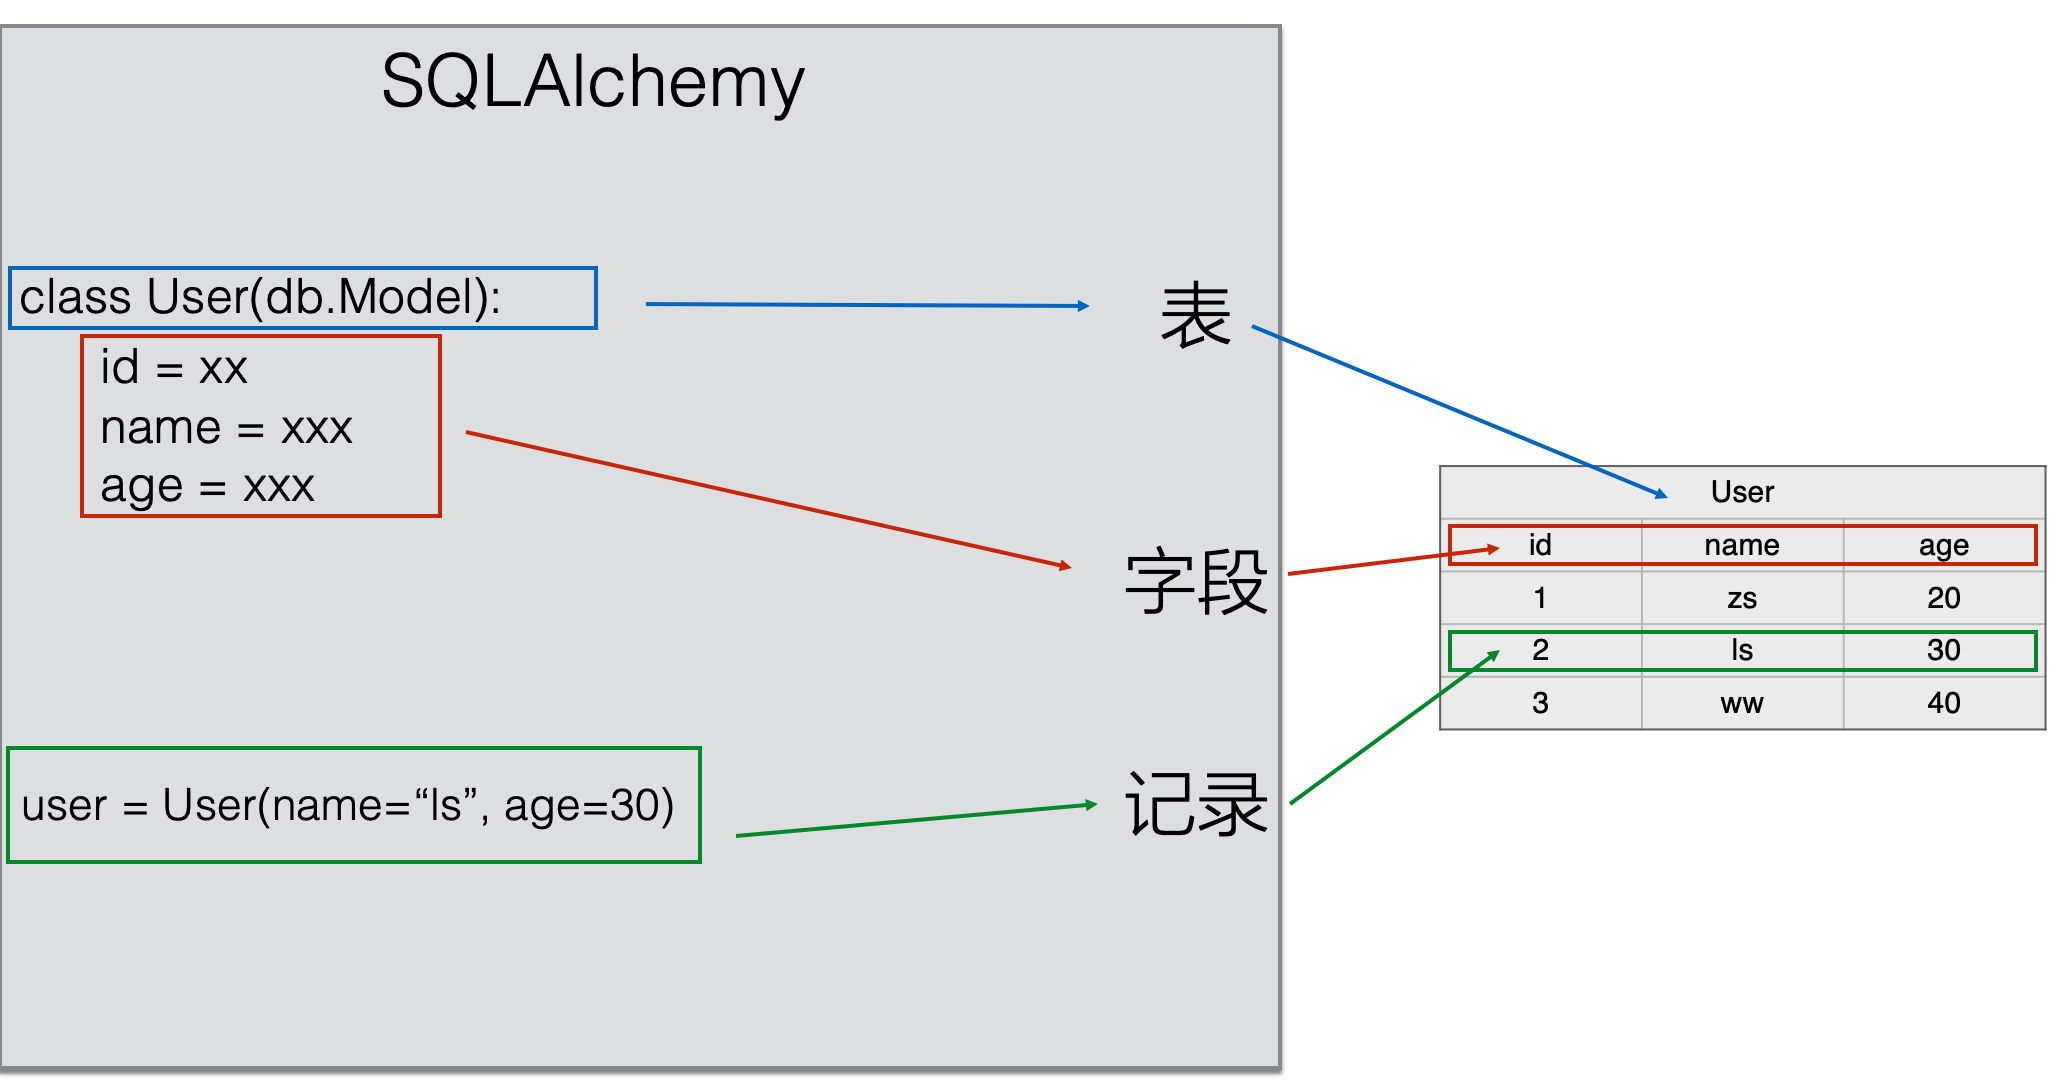 SQLAlchemy
class User(db.Model):
表
id = xx
name = xxx
age = xxx
字段
user = User(name=“ls”, age=30)
记录
User
id name age
1 zs 20
2 ls 30
3 ww 40